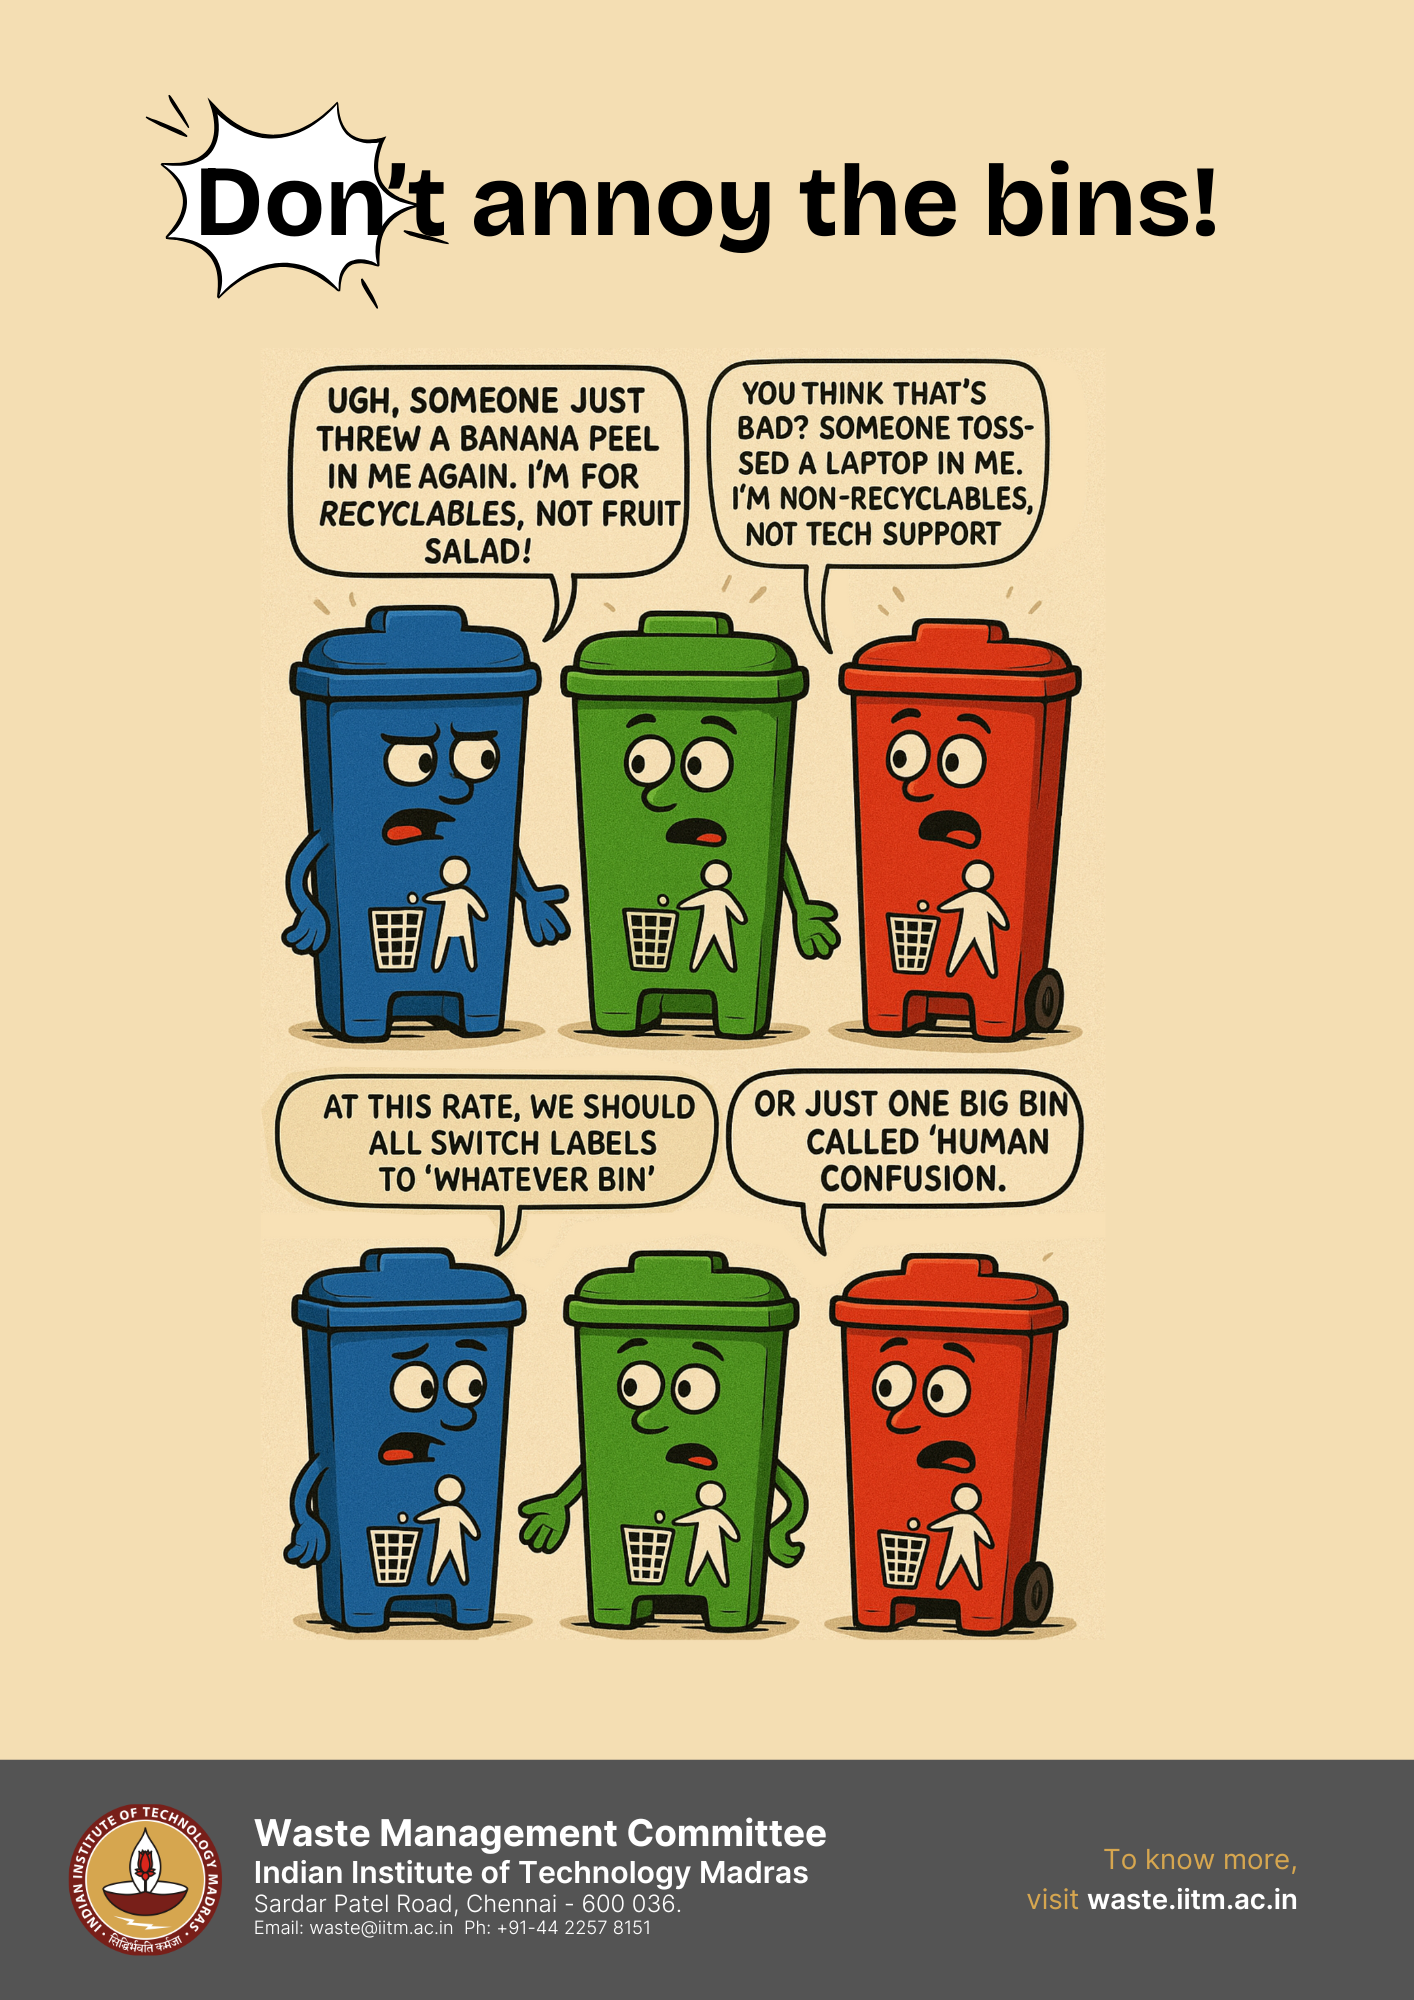 Don't annoy the bins!
UGH, SOMEONE JUST
THREW A BANANA PEEL
IN ME AGAIN. I'M FOR
RECYCLABLES, NOT FRUIT
SALAD!
YOU THINK THAT'S
BAD? SOMEONE TOSS-
SED A LAPTOP IN ME.
I'M NON-RECYCLABLES,
NOT TECH SUPPORT
AT THIS RATE, WE SHOULD
ALL SWITCH LABELS
TO 'WHATEVER BIN'
OR JUST ONE BIG BIN
CALLED 'HUMAN
CONFUSION.
INDIAN INSTITUTE OF TECHNOLOGY MADRAS
सिद्धिर्भवति कर्मजा
Waste Management Committee
Indian Institute of Technology Madras
Sardar Patel Road, Chennai - 600 036.
Email: waste@iitm.ac.in Ph: +91-44 2257 8151
To know more,
visit waste.iitm.ac.in